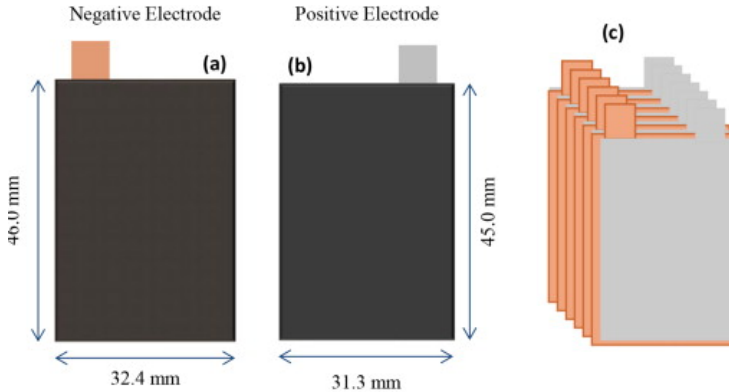 Negative Electrode
Positive Electrode
(a)
(b)
(c)
46.0 mm
45.0 mm
32.4 mm
31.3 mm